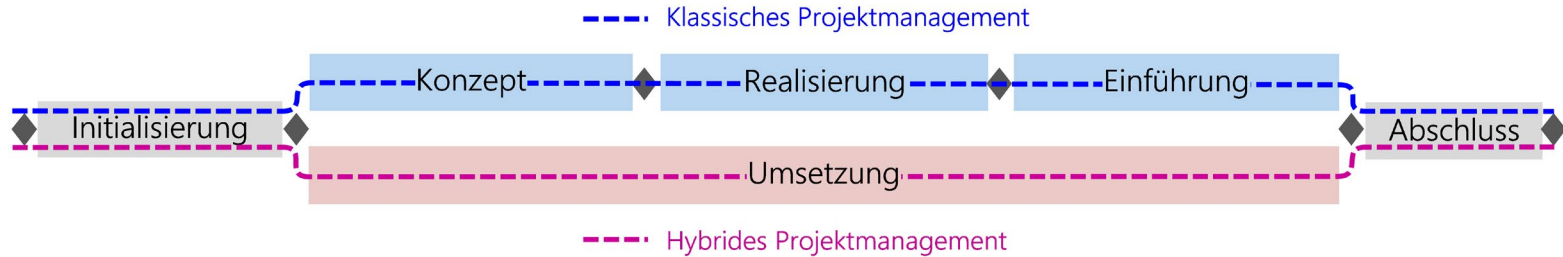 Klassisches Projektmanagement
Konzept
Realisierung
Einführung
Initialisierung
Abschluss
Umsetzung
Hybrides Projektmanagement